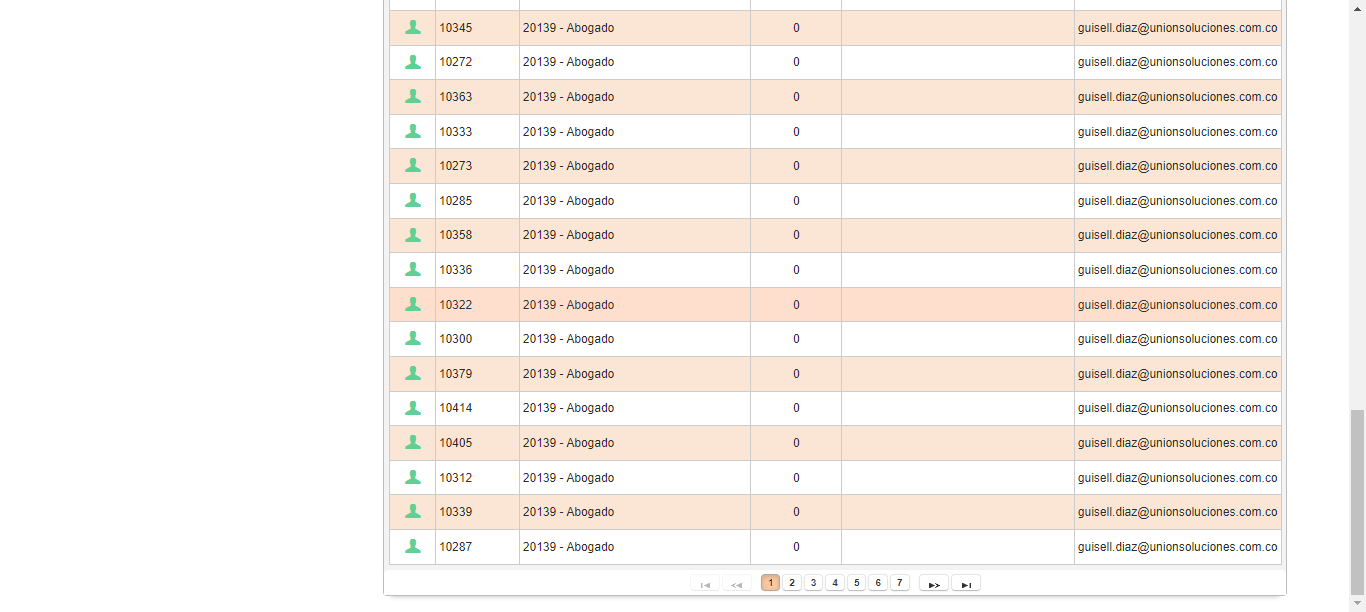 10345 20139 - Abogado 0 guisell.diaz@unionsoluciones.com.co
10272 20139 - Abogado 0 guisell.diaz@unionsoluciones.com.co
10363 20139 - Abogado 0 guisell.diaz@unionsoluciones.com.co
10333 20139 - Abogado 0 guisell.diaz@unionsoluciones.com.co
10273 20139 - Abogado 0 guisell.diaz@unionsoluciones.com.co
10285 20139 - Abogado 0 guisell.diaz@unionsoluciones.com.co
10358 20139 - Abogado 0 guisell.diaz@unionsoluciones.com.co
10336 20139 - Abogado 0 guisell.diaz@unionsoluciones.com.co
10322 20139 - Abogado 0 guisell.diaz@unionsoluciones.com.co
10300 20139 - Abogado 0 guisell.diaz@unionsoluciones.com.co
10379 20139 - Abogado 0 guisell.diaz@unionsoluciones.com.co
10414 20139 - Abogado 0 guisell.diaz@unionsoluciones.com.co
10405 20139 - Abogado 0 guisell.diaz@unionsoluciones.com.co
10312 20139 - Abogado 0 guisell.diaz@unionsoluciones.com.co
10339 20139 - Abogado 0 guisell.diaz@unionsoluciones.com.co
10287 20139 - Abogado 0 guisell.diaz@unionsoluciones.com.co
1 2 3 4 5 6 7